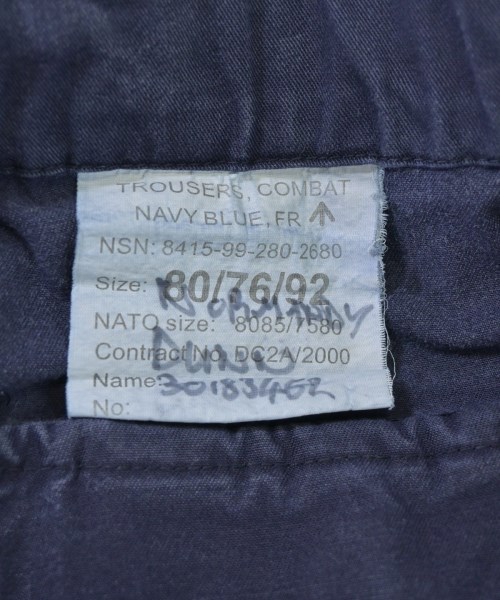 TROUSERS, COMBAT
NAVY BLUE, FR
NSN: 8415-99-280-2680
Size: 80/76/92
NATO size: 8085/7580
Contract No. DC2A/2000
Name:
No: